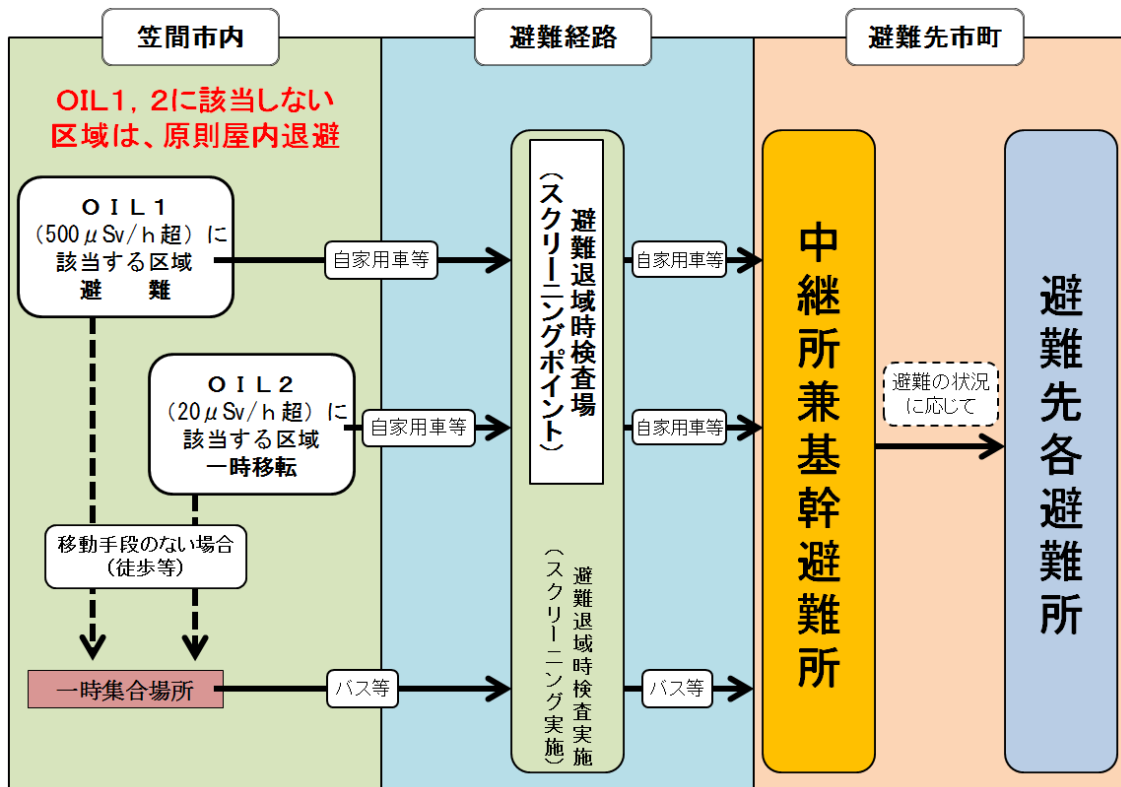 笠間市内
避難経路
避難先市町
OIL1，2に該当しない
区域は、原則屋内退避
OIL1
（500μSv/h超）に
該当する区域
避　難
自家用車等
OIL2
（20μSv/h超）に
該当する区域
一時移転
自家用車等
移動手段のない場合
（徒歩等）
一時集合場所
バス等
避難退域時検査場
（スクリーニングポイント）
避難退域時検査実施
（スクリーニング実施）
自家用車等
自家用車等
バス等
中継所兼基幹避難所
避難の状況
に応じて
避難先各避難所